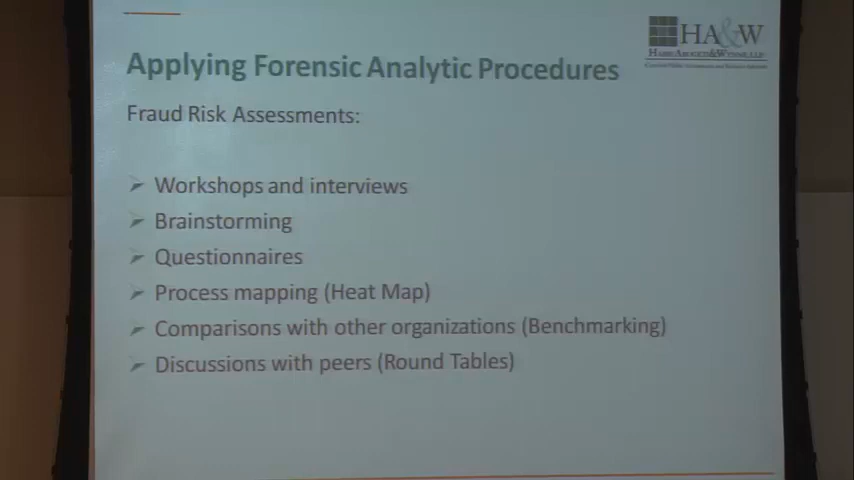 HA&W
Applying Forensic Analytic Procedures
Fraud Risk Assessments:
Workshops and interviews
Brainstorming
Questionnaires
Process mapping (Heat Map)
Comparisons with other organizations (Benchmarking)
Discussions with peers (Round Tables)